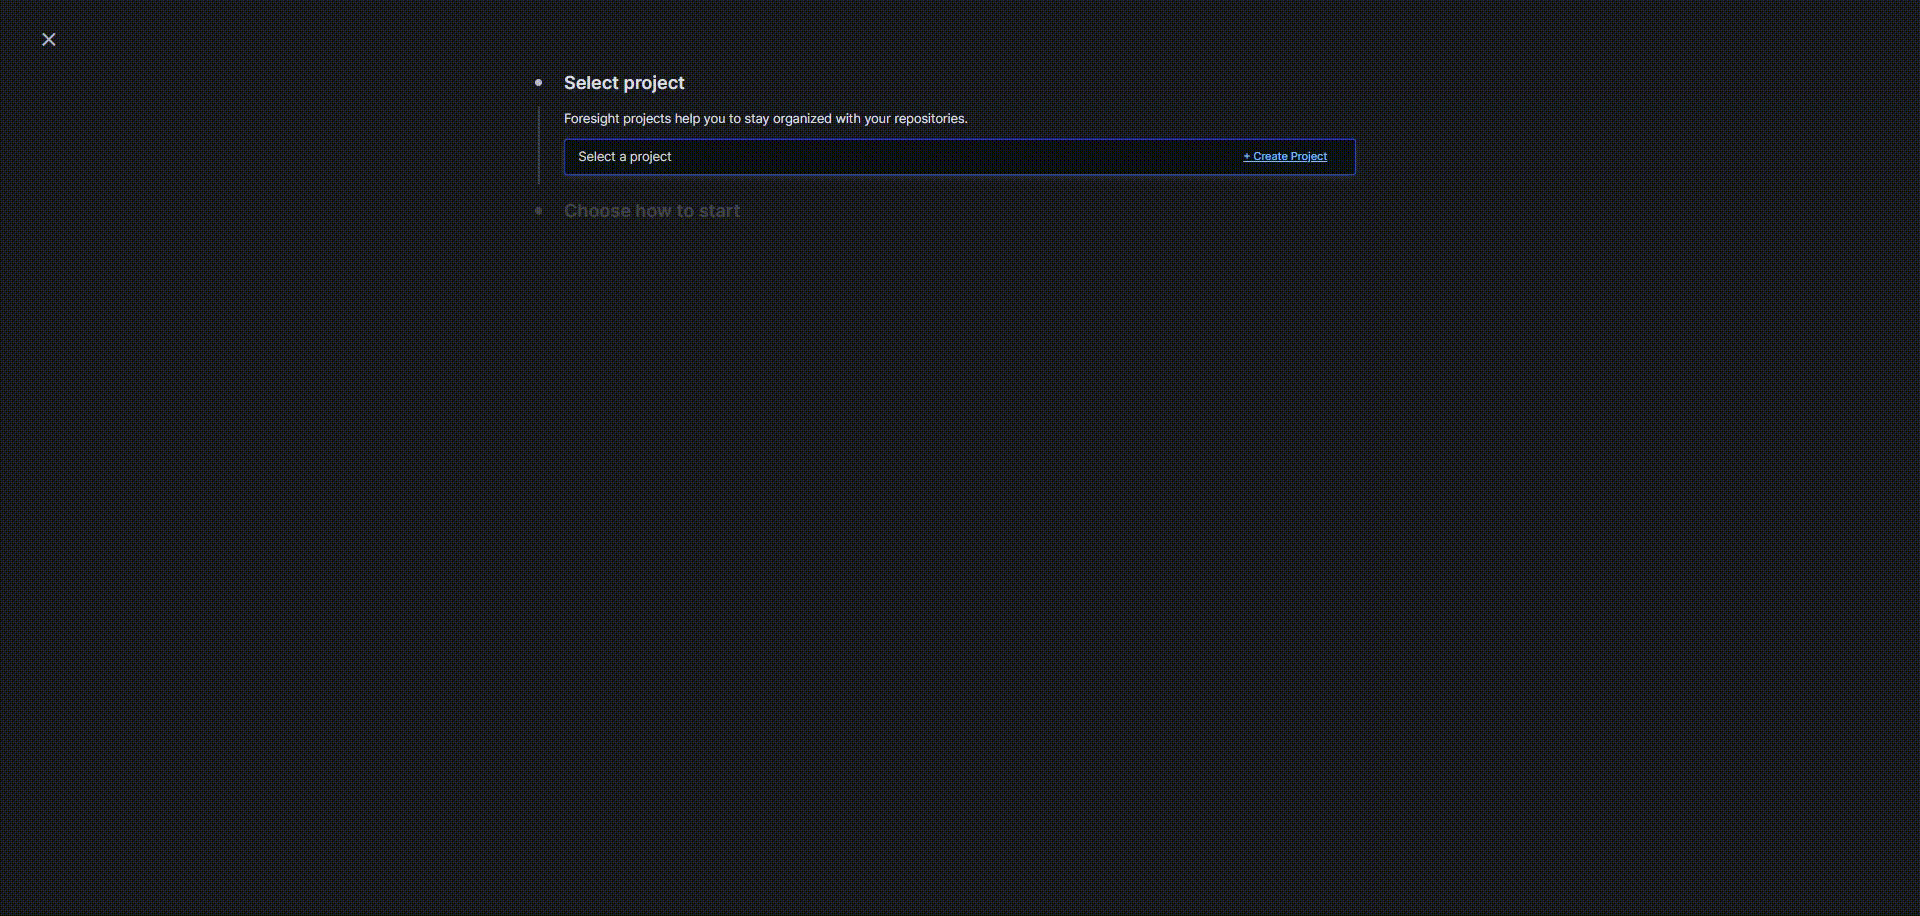 Select project
Foresight projects help you to stay organized with your repositories.
Select a project
+ Create Project
Choose how to start